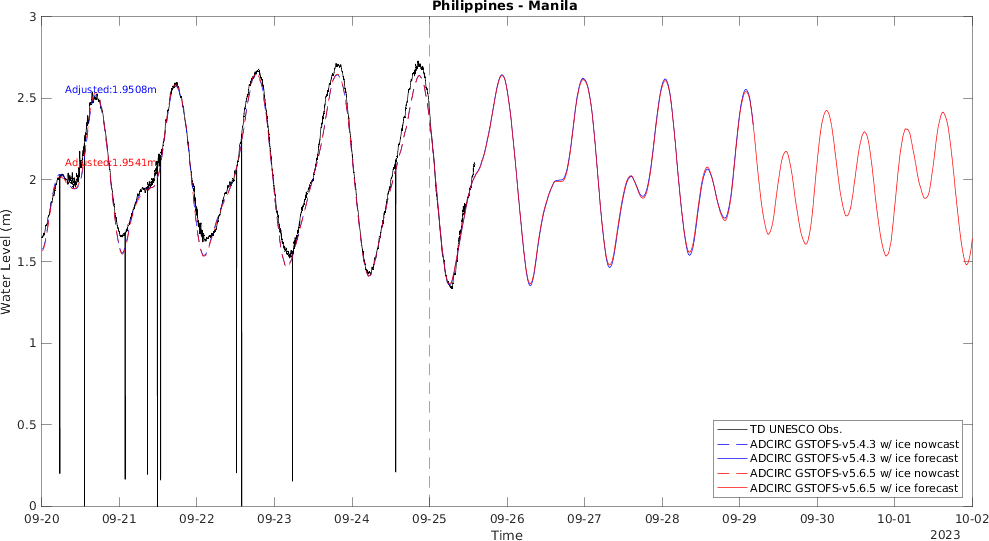 Philippines - Manila
3
2.5
2
1.5
1
0.5
0
Water Level (m)
Adjusted:1.9508m
Adjusted:1.9541m
TD UNESCO Obs.
ADCIRC GSTOFS-v5.4.3 w/ ice nowcast
ADCIRC GSTOFS-v5.4.3 w/ ice forecast
ADCIRC GSTOFS-v5.6.5 w/ ice nowcast
ADCIRC GSTOFS-v5.6.5 w/ ice forecast
09-20 09-21 09-22 09-23 09-24 09-25 09-26 09-27 09-28 09-29 09-30 10-01 10-02
Time
2023